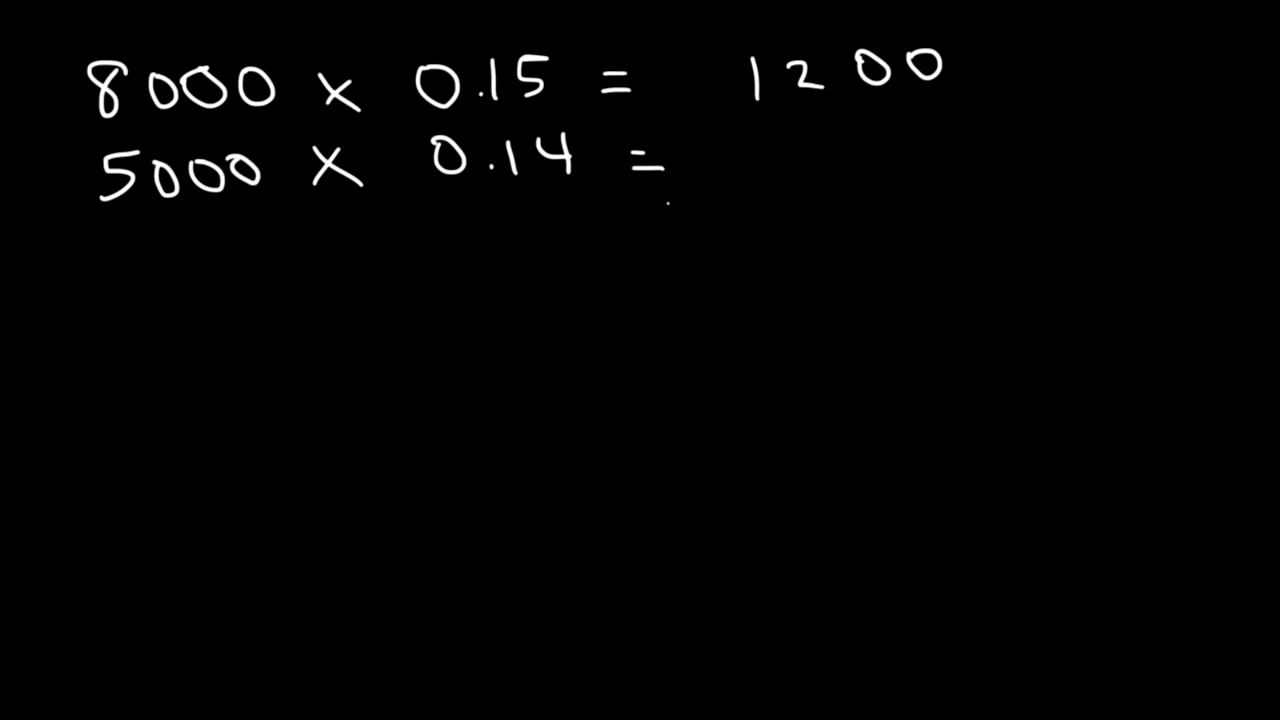 8000 x 0.15 = 1200
5000 x 0.14 =